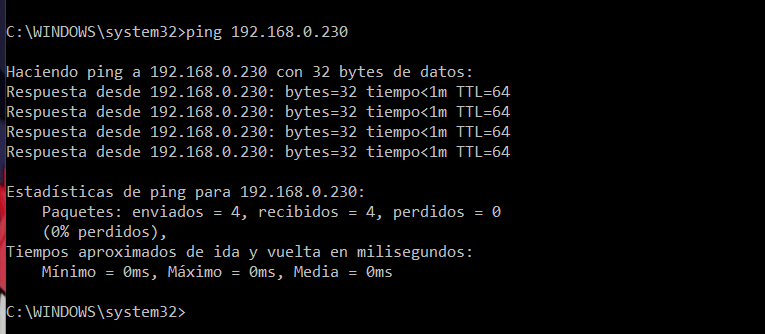 C:\WINDOWS\system32>ping 192.168.0.230
Haciendo ping a 192.168.0.230 con 32 bytes de datos:
Respuesta desde 192.168.0.230: bytes=32 tiempo<1m TTL=64
Respuesta desde 192.168.0.230: bytes=32 tiempo<1m TTL=64
Respuesta desde 192.168.0.230: bytes=32 tiempo<1m TTL=64
Respuesta desde 192.168.0.230: bytes=32 tiempo<1m TTL=64
Estadísticas de ping para 192.168.0.230:
    Paquetes: enviados = 4, recibidos = 4, perdidos = 0
    (0% perdidos),
Tiempos aproximados de ida y vuelta en milisegundos:
    Mínimo = 0ms, Máximo = 0ms, Media = 0ms
C:\WINDOWS\system32>